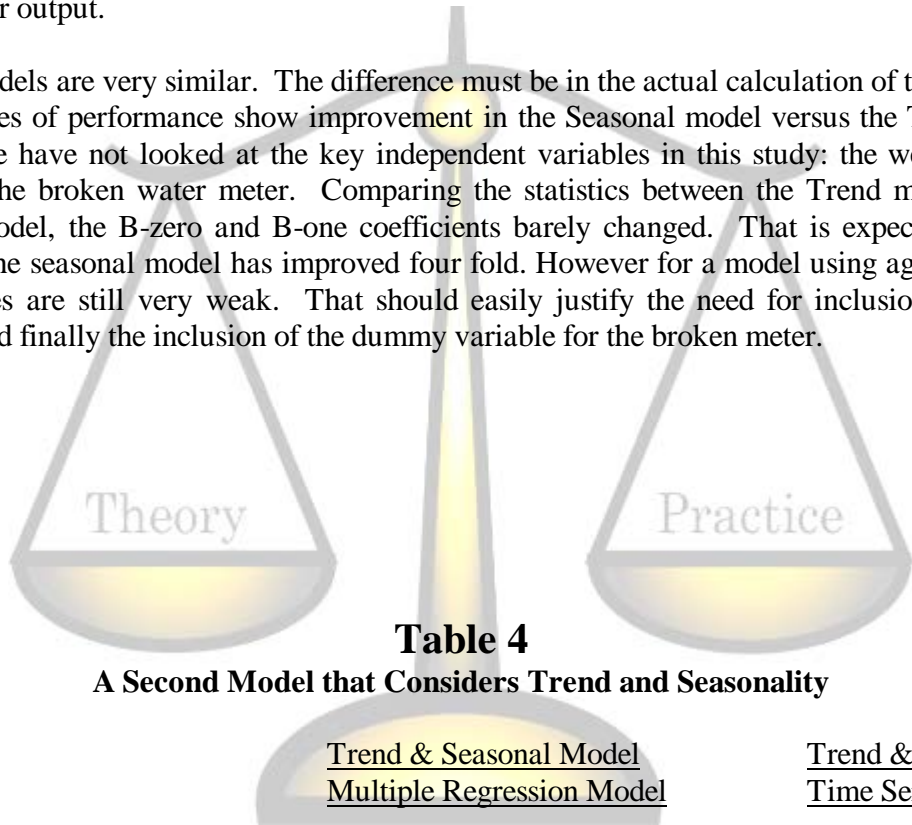 r output.
dels are very similar. The difference must be in the actual calculation of t
es of performance show improvement in the Seasonal model versus the T
e have not looked at the key independent variables in this study: the we
he broken water meter. Comparing the statistics between the Trend m
odel, the B-zero and B-one coefficients barely changed. That is expec
ne seasonal model has improved four fold. However for a model using ag
es are still very weak. That should easily justify the need for inclusio
d finally the inclusion of the dummy variable for the broken meter.
Theory
Practice
Table 4
A Second Model that Considers Trend and Seasonality
Trend & Seasonal Model Trend &
Multiple Regression Model Time Se